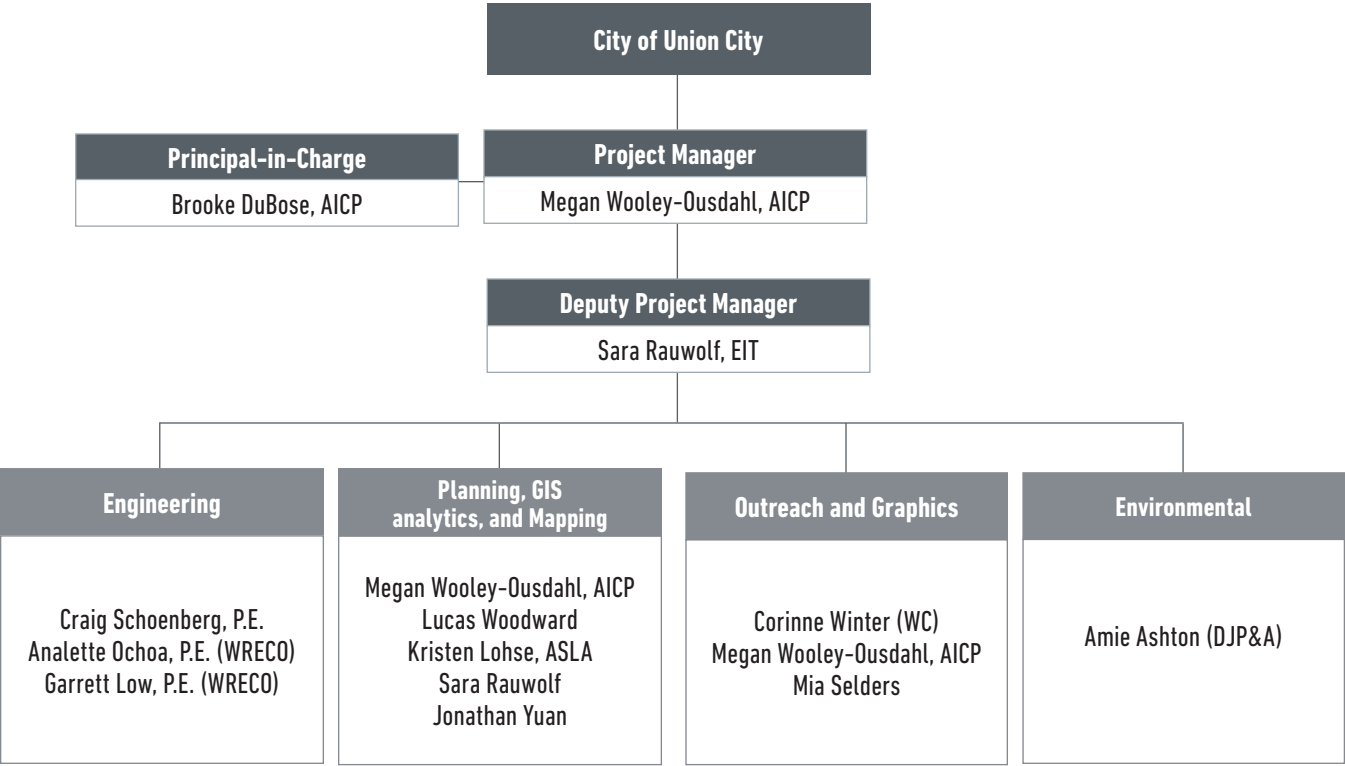 City of Union City
Principal-in-Charge
Brooke DuBose, AICP
Project Manager
Megan Wooley-Ousdahl, AICP
Deputy Project Manager
Sara Rauwolf, EIT
Engineering
Craig Schoenberg, P.E.
Analette Ochoa, P.E. (WRECO)
Garrett Low, P.E. (WRECO)
Planning, GIS
analytics, and Mapping
Megan Wooley-Ousdahl, AICP
Lucas Woodward
Kristen Lohse, ASLA
Sara Rauwolf
Jonathan Yuan
Outreach and Graphics
Corinne Winter (WC)
Megan Wooley-Ousdahl, AICP
Mia Selders
Environmental
Amie Ashton (DJP&A)